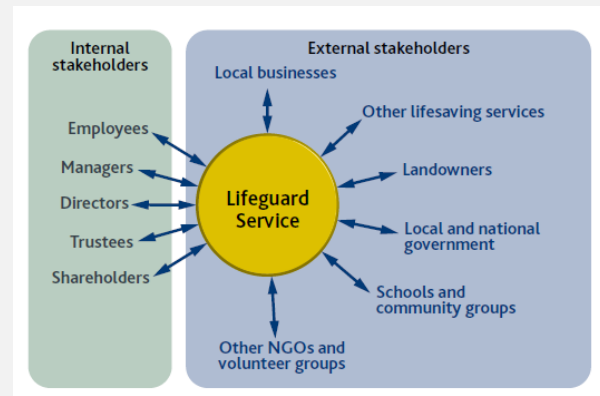 Internal
stakeholders
Employees
Managers
Directors
Trustees
Shareholders
External stakeholders
Local businesses
Other lifesaving services
Landowners
Local and national
government
Schools and
community groups
Other NGOs and
volunteer groups
Lifeguard
Service